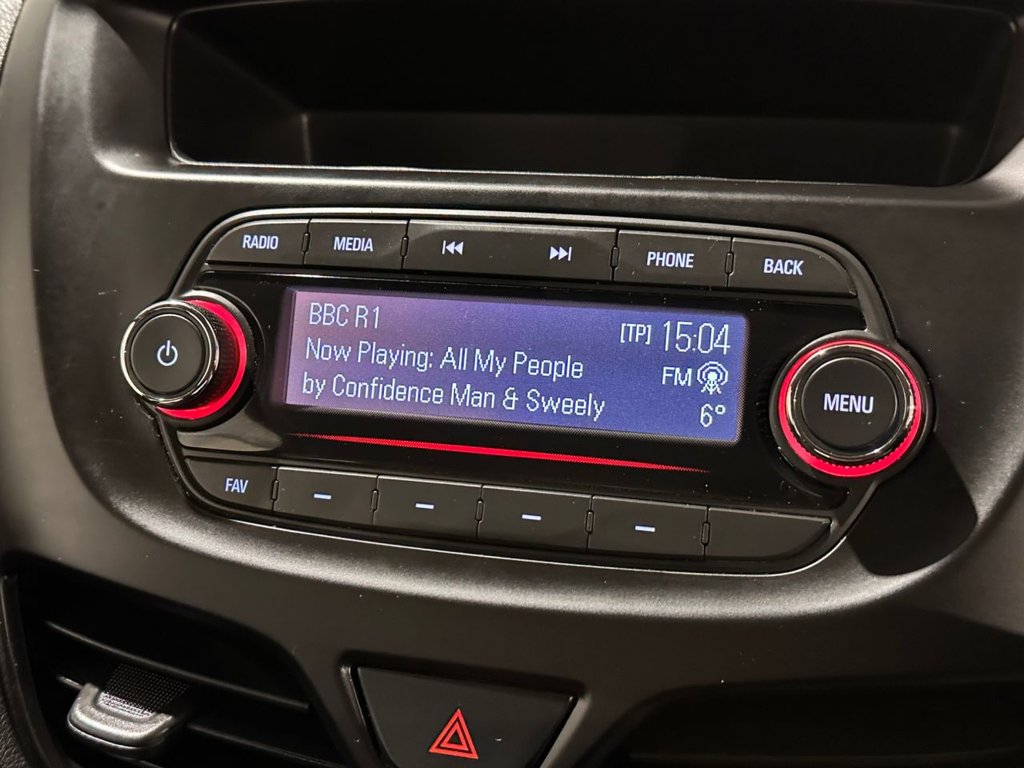 RADIO MEDIA PHONE BACK
BBC R1
[TP] 15:04
Now Playing: All My People
FM
by Confidence Man & Sweely
6°
MENU
FAV